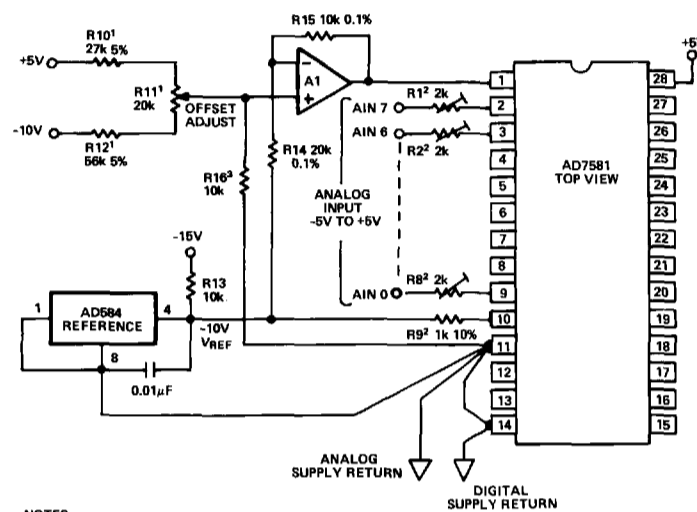 R15 10k 0.1%
R10¹
27k 5%
+5V
R11¹
20k
OFFSET
ADJUST
-10V
R12¹
56k 5%
−
A1
+
R16³
10k
R14 20k
0.1%
AIN 7
R1² 2k
AIN 6
R2² 2k
ANALOG
INPUT
-5V TO +5V
AIN 0
R8² 2k
-15V
R13
10k
1
AD584
REFERENCE
4
8
-10V
VREF
0.01µF
R9² 1k 10%
ANALOG
SUPPLY RETURN
DIGITAL
SUPPLY RETURN
+5
AD7581
TOP VIEW
1
2
3
4
5
6
7
8
9
10
11
12
13
14
28
27
26
25
24
23
22
21
20
19
18
17
16
15